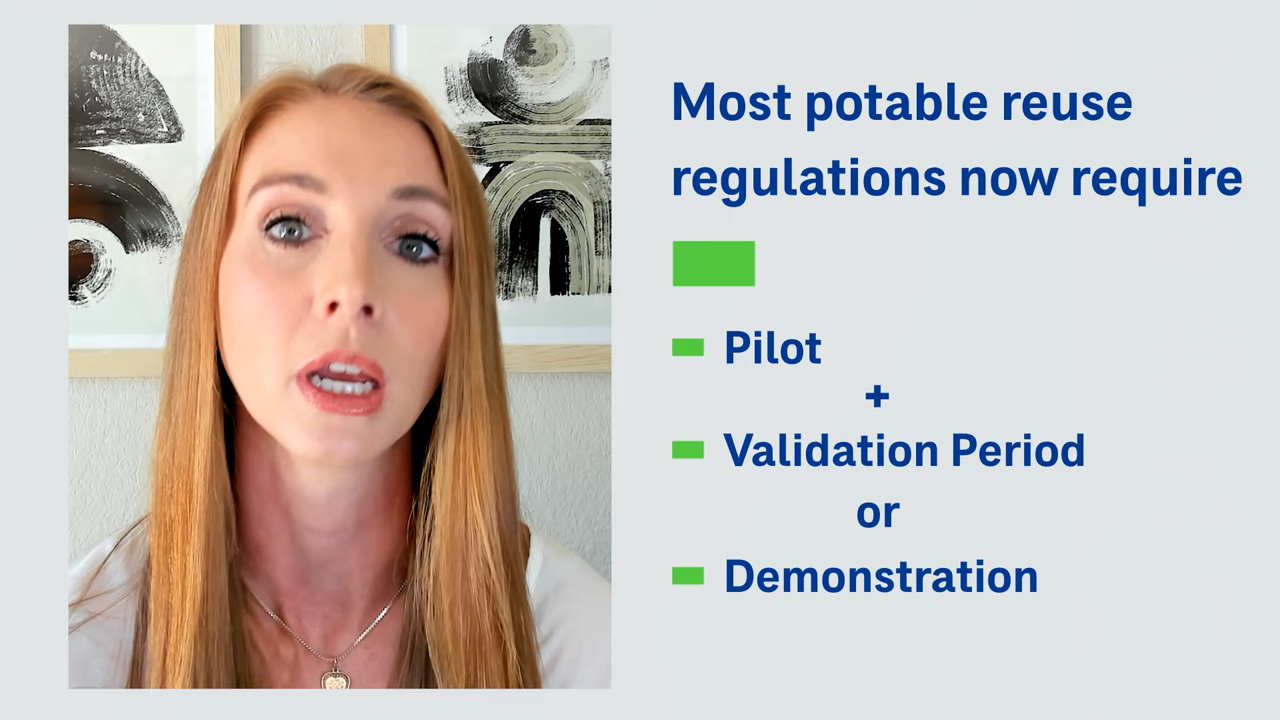 Most potable reuse
regulations now require
Pilot
+
Validation Period
or
Demonstration